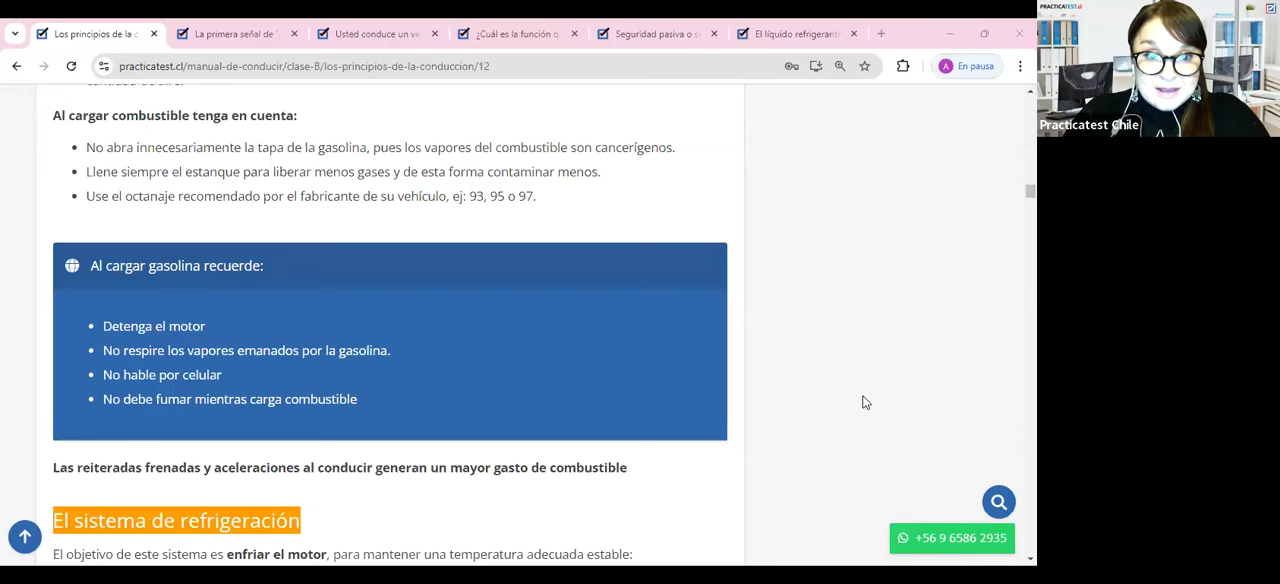 Los principios de la c
La primera señal de
Usted conduce un ve
¿Cuál es la función q
Seguridad pasiva o s
El líquido refrigerant
practicatest.cl/manual-de-conducir/clase-B/los-principios-de-la-conduccion/12
A
En pausa
PRACTICATEST.cl
Practicatest Chile
Al cargar combustible tenga en cuenta:
No abra innecesariamente la tapa de la gasolina, pues los vapores del combustible son cancerígenos.
Llene siempre el estanque para liberar menos gases y de esta forma contaminar menos.
Use el octanaje recomendado por el fabricante de su vehículo, ej: 93, 95 o 97.
Al cargar gasolina recuerde:
Detenga el motor
No respire los vapores emanados por la gasolina.
No hable por celular
No debe fumar mientras carga combustible
Las reiteradas frenadas y aceleraciones al conducir generan un mayor gasto de combustible
El sistema de refrigeración
El objetivo de este sistema es enfriar el motor, para mantener una temperatura adecuada estable:
+56 9 6586 2935